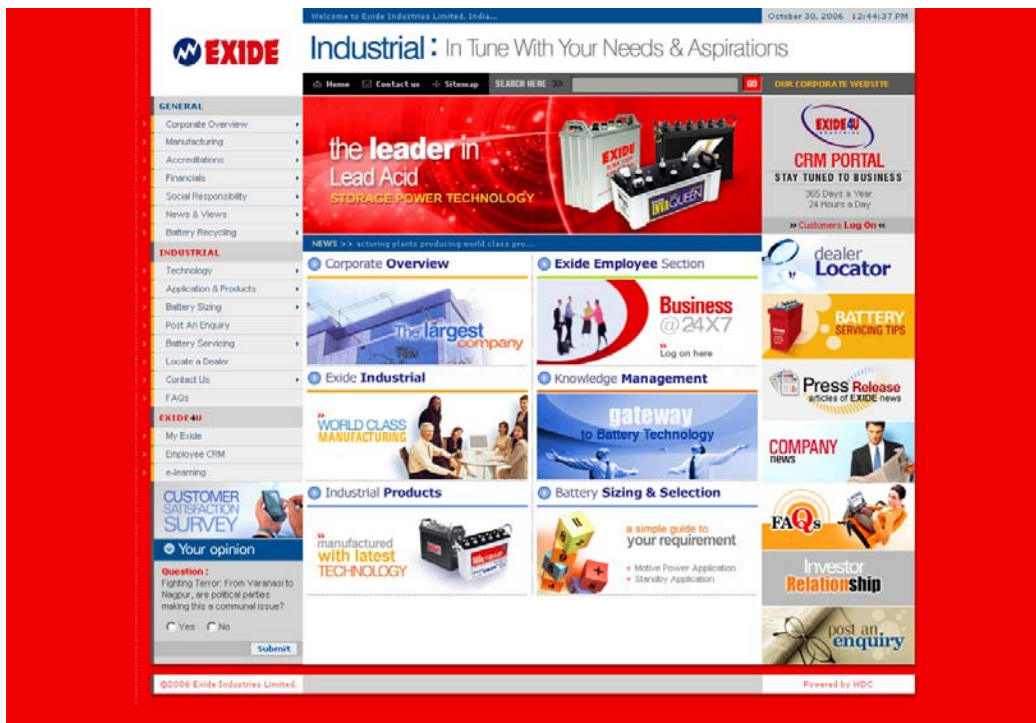 Welcome to Exide Industries Limited, India...
October 30, 2006 12:44:37 PM
EXIDE
Industrial : In Tune With Your Needs & Aspirations
Home Contact us Sitemap SEARCH HERE >> GO OUR CORPORATE WEBSITE
GENERAL
Corporate Overview
Manufacturing
Accreditations
Financials
Social Responsibility
News & Views
Battery Recycling
INDUSTRIAL
Technology
Application & Products
Battery Sizing
Post An Enquiry
Battery Servicing
Locate a Dealer
Contact Us
FAQs
EXIDE4U
My Exide
Employee CRM
e-learning
CUSTOMER
SATISFACTION
SURVEY
Your opinion
Question :
Fighting Terror: From Varanasi to
Nagpur, are political parties
making this a communal issue?
Yes No
Submit
the leader in
Lead Acid
STORAGE POWER TECHNOLOGY
EXIDE
INVAQUEEN
NEWS >> acturing plants producing world class pro...
Corporate Overview
The largest
company
Exide Employee Section
Business
@24X7
Log on here
Exide Industrial
WORLD CLASS
MANUFACTURING
Knowledge Management
gateway
to Battery Technology
Industrial Products
manufactured
with latest
TECHNOLOGY
Battery Sizing & Selection
a simple guide to
your requirement
+ Motive Power Application
+ Standby Application
EXIDE4U
INDUSTRIAL
CRM PORTAL
STAY TUNED TO BUSINESS
365 Days a Year
24 Hours a Day
» Customers Log On «
dealer
Locator
BATTERY
SERVICING TIPS
Press Release
articles of EXIDE news
COMPANY
news
FAQs
Investor
Relationship
post an
enquiry
©2006 Exide Industries Limited.
Powered by WDC